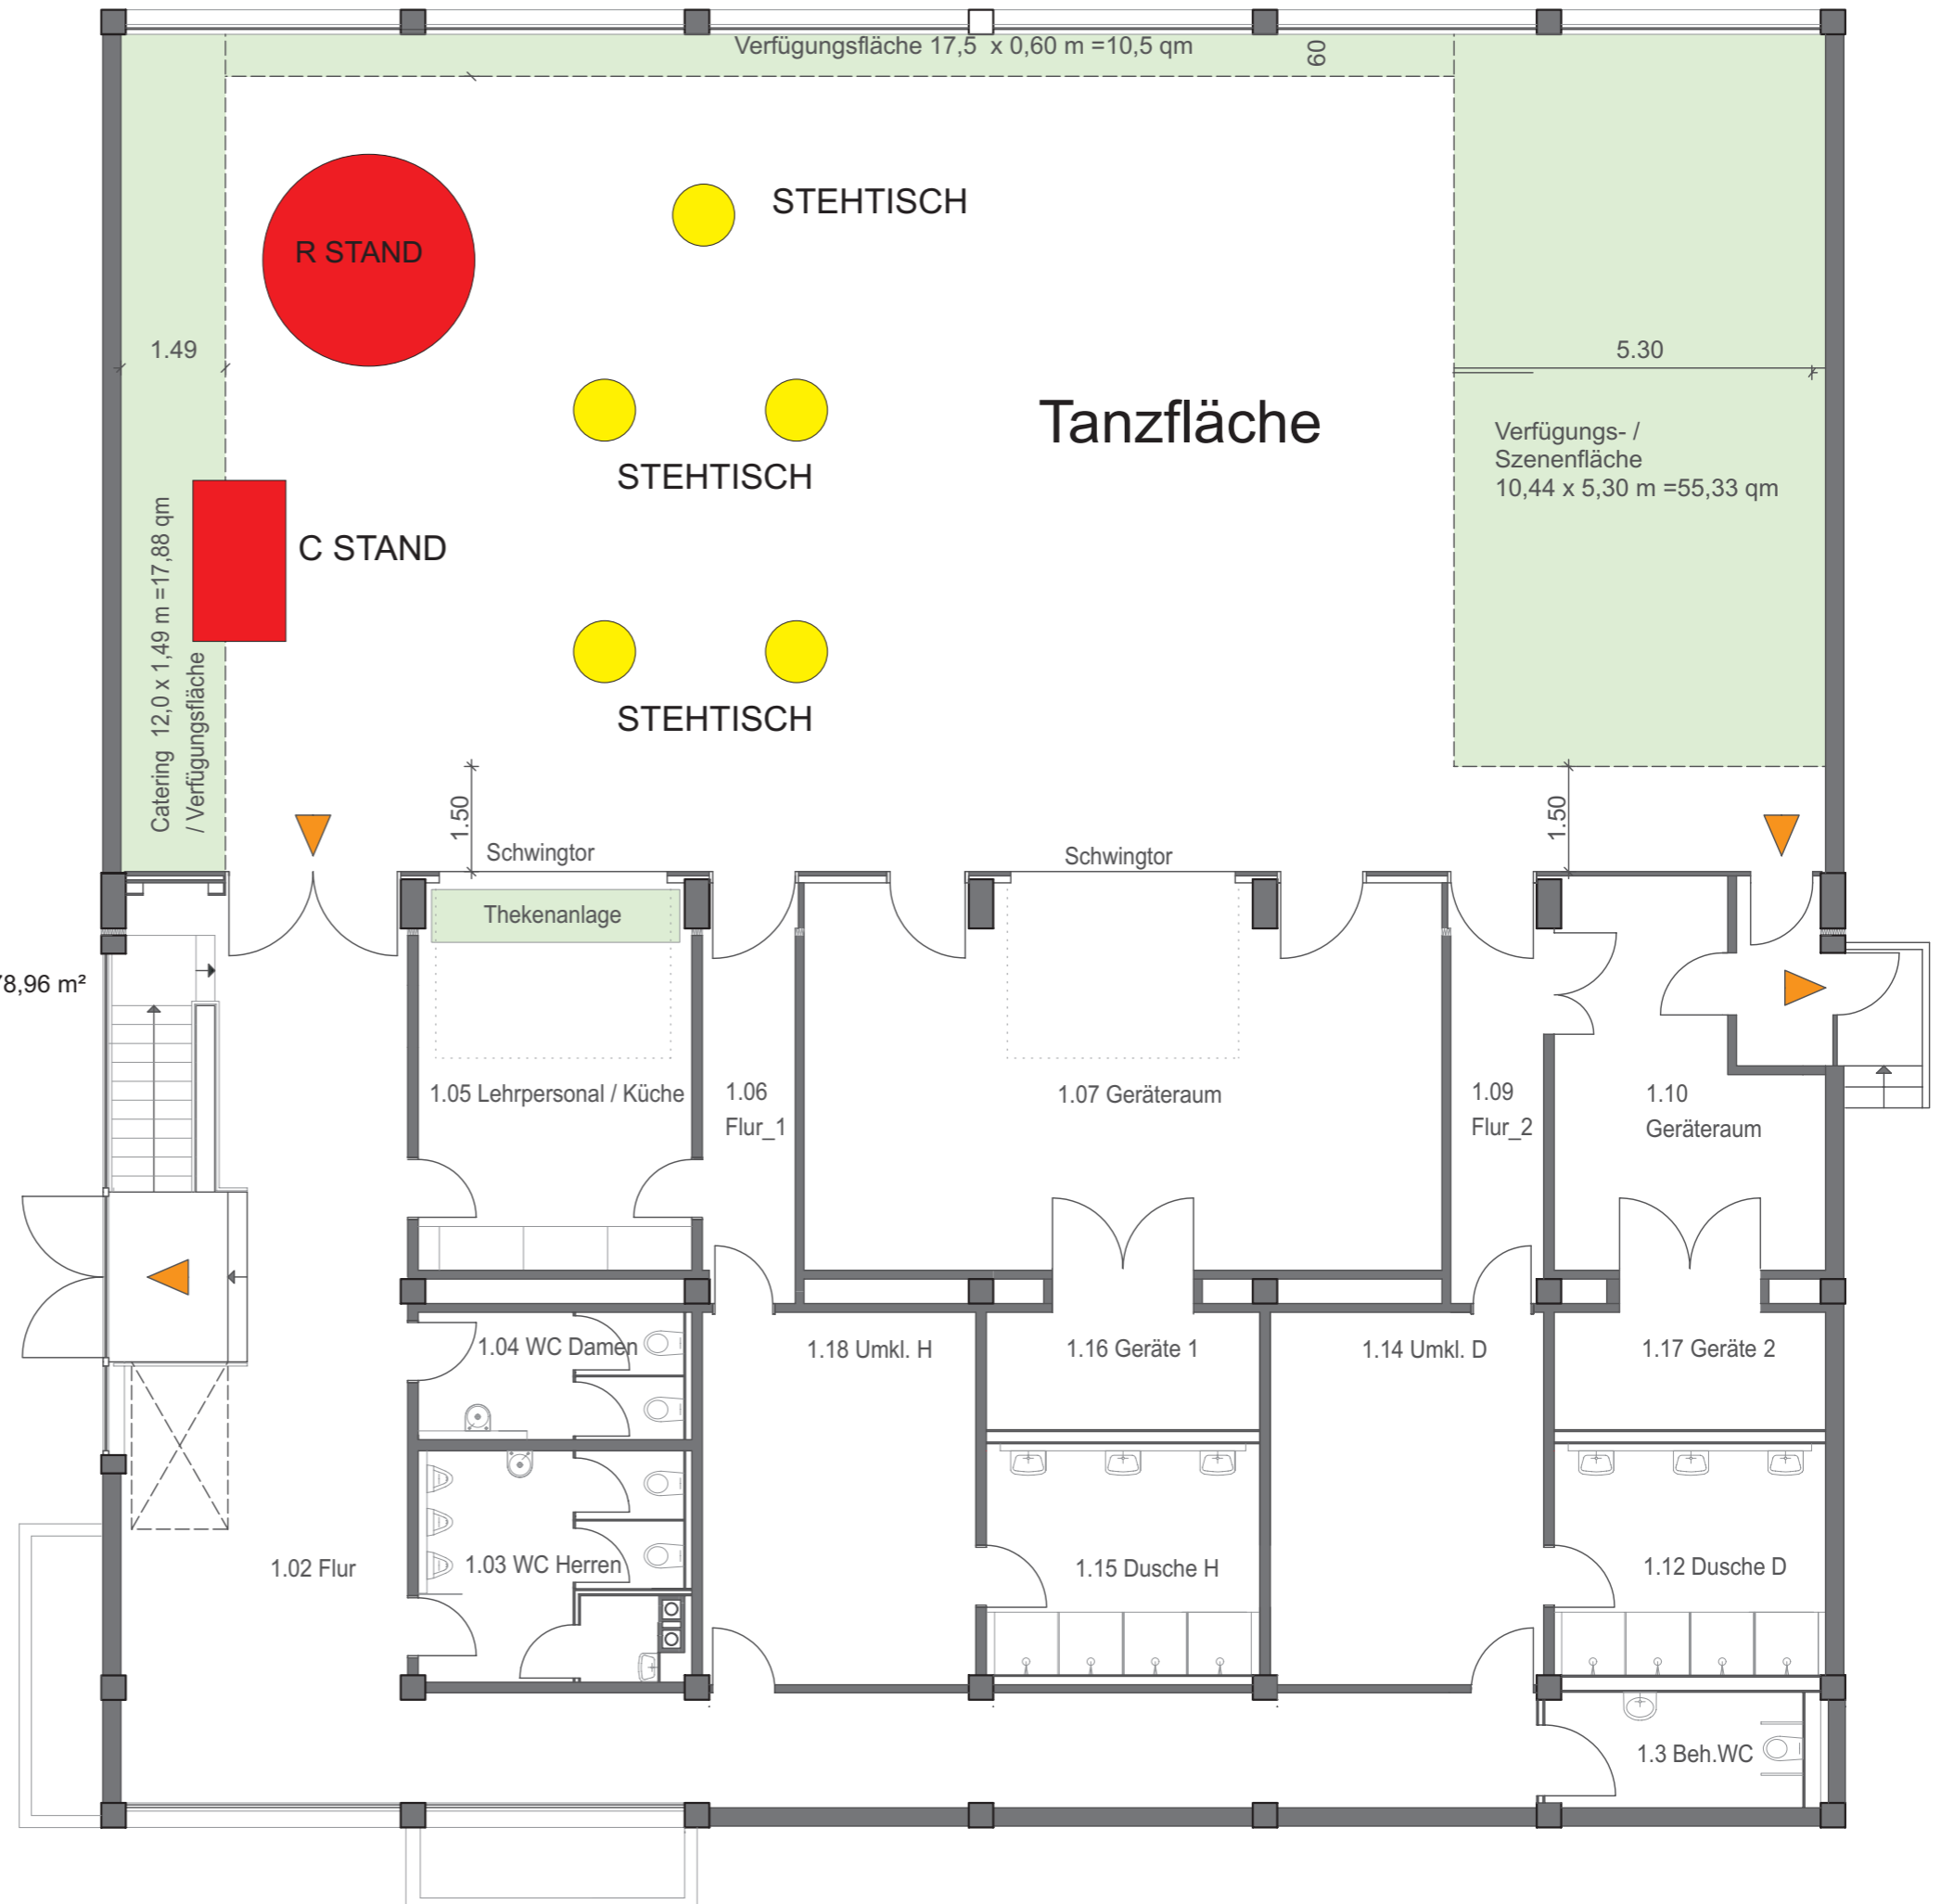 Verfügungsfläche 17,5 x 0,60 m =10,5 qm
60
STEHTISCH
R STAND
1.49
5.30
Tanzfläche
Verfügungs- /
Szenenfläche
10,44 x 5,30 m =55,33 qm
STEHTISCH
C STAND
Catering 12,0 x 1,49 m =17,88 qm
/ Verfügungsfläche
STEHTISCH
1.50
1.50
Schwingtor
Schwingtor
Thekenanlage
78,96 m²
1.05 Lehrpersonal / Küche
1.06
Flur_1
1.07 Geräteraum
1.09
Flur_2
1.10
Geräteraum
1.04 WC Damen
1.18 Umkl. H
1.16 Geräte 1
1.14 Umkl. D
1.17 Geräte 2
1.02 Flur
1.03 WC Herren
1.15 Dusche H
1.12 Dusche D
1.3 Beh.WC